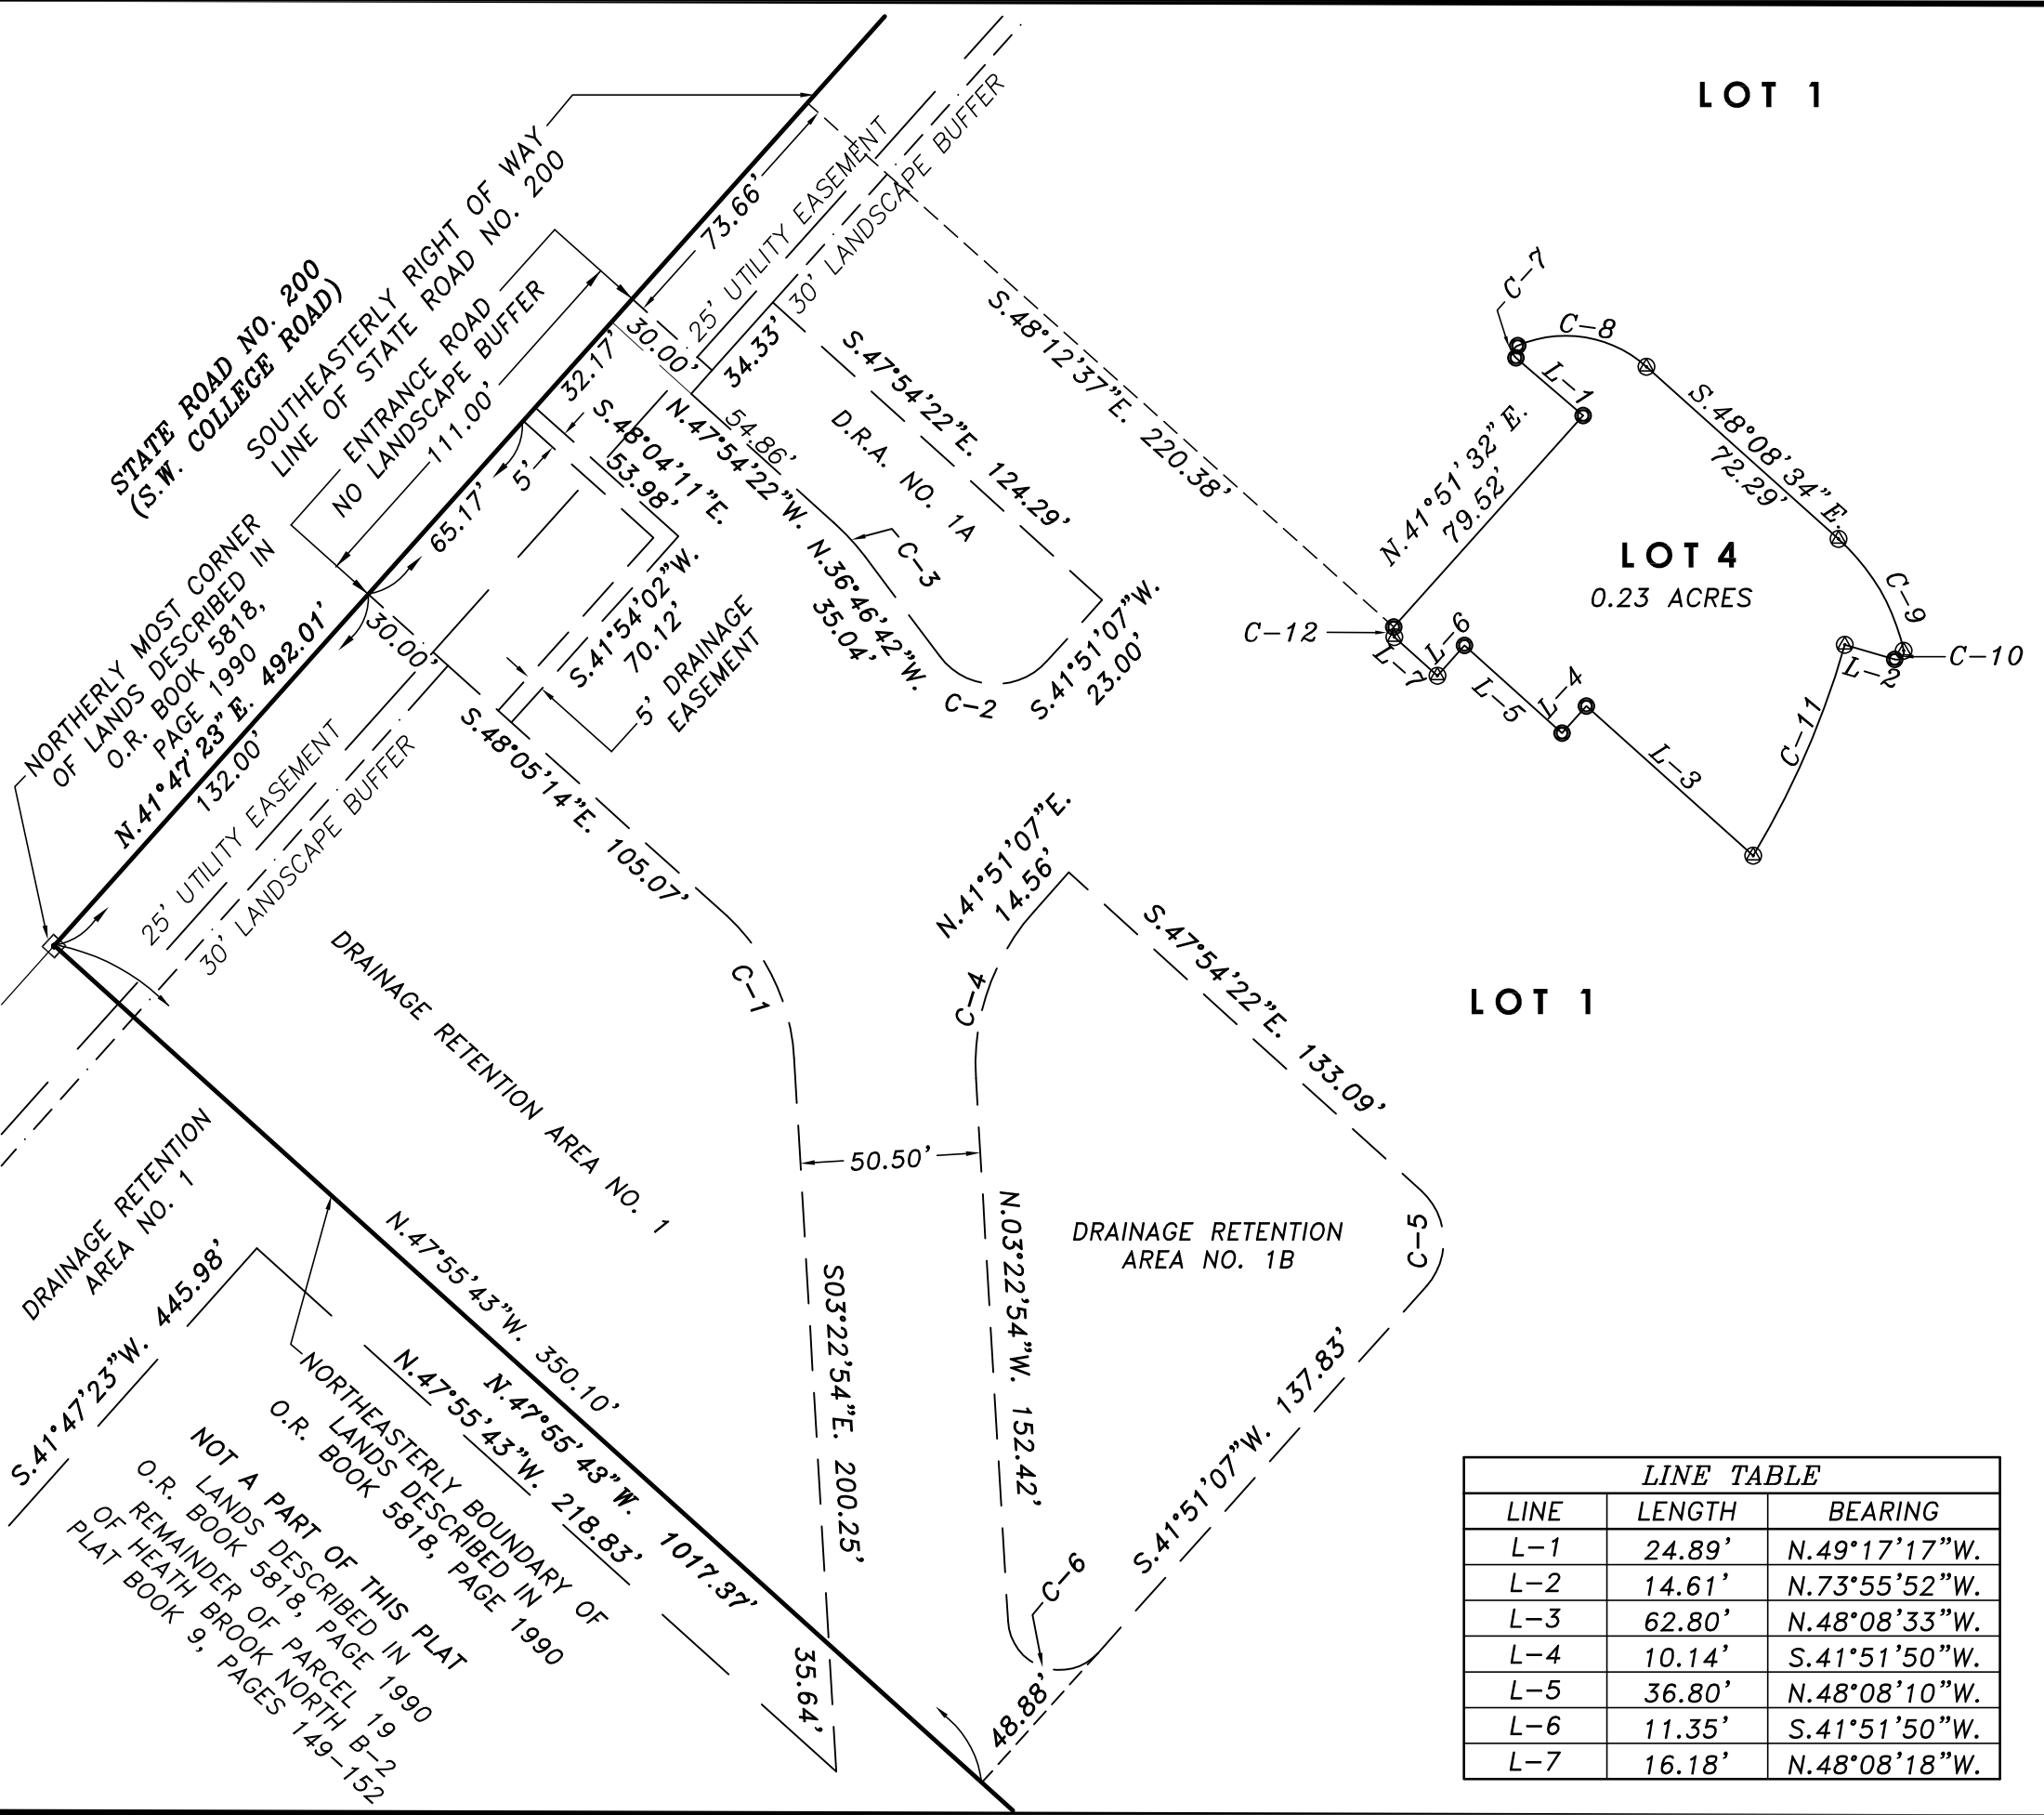 LOT 1
STATE ROAD NO. 200
(S.W. COLLEGE ROAD)
SOUTHEASTERLY RIGHT OF WAY
LINE OF STATE ROAD NO. 200
ENTRANCE ROAD
NO LANDSCAPE BUFFER
111.00'
73.66'
25' UTILITY EASEMENT
30' LANDSCAPE BUFFER
32.17'
30.00'
34.33'
65.17'
5'
NORTHERLY MOST CORNER
OF LANDS DESCRIBED IN
O.R. BOOK 5818,
PAGE 1990
N.41°47'23"E. 492.01'
132.00'
30.00'
25' UTILITY EASEMENT
30' LANDSCAPE BUFFER
S.48°04'11"E.
53.98'
54.86'
N.47°54'22"W.
S.47°54'22"E. 124.29'
D.R.A. NO. 1A
S.48°12'37"E. 220.38'
C-3
N.36°46'42"W.
35.04'
C-2
S.41°51'07"W.
23.00'
S.41°54'02"W.
70.12'
5' DRAINAGE
EASEMENT
S.48°05'14"E. 105.07'
C-1
C-7
C-8
L-1
S.48°08'34"E.
72.29'
N.41°51'32"E.
79.52'
LOT 4
0.23 ACRES
C-9
C-10
L-2
C-11
C-12
L-7
L-6
L-5
L-4
L-3
N.41°51'07"E.
14.56'
C-4
S.47°54'22"E. 133.09'
LOT 1
DRAINAGE RETENTION AREA NO. 1
DRAINAGE RETENTION
AREA NO. 1
50.50'
DRAINAGE RETENTION
AREA NO. 1B
C-5
N.03°22'54"W. 152.42'
S03°22'54"E. 200.25'
S.41°51'07"W. 137.83'
C-6
48.88'
35.64'
N.47°55'43"W. 350.10'
N.47°55'43"W. 1017.37'
N.47°55'43"W. 218.83'
S.41°47'23"W. 445.98'
NORTHEASTERLY BOUNDARY OF
LANDS DESCRIBED IN
O.R. BOOK 5818, PAGE 1990
NOT A PART OF THIS PLAT
LANDS DESCRIBED IN
O.R. BOOK 5818, PAGE 1990
REMAINDER OF PARCEL 19
OF HEATH BROOK NORTH B-2
PLAT BOOK 9, PAGES 149-152
LINE TABLE
LINE LENGTH BEARING
L-1 24.89' N.49°17'17"W.
L-2 14.61' N.73°55'52"W.
L-3 62.80' N.48°08'33"W.
L-4 10.14' S.41°51'50"W.
L-5 36.80' N.48°08'10"W.
L-6 11.35' S.41°51'50"W.
L-7 16.18' N.48°08'18"W.